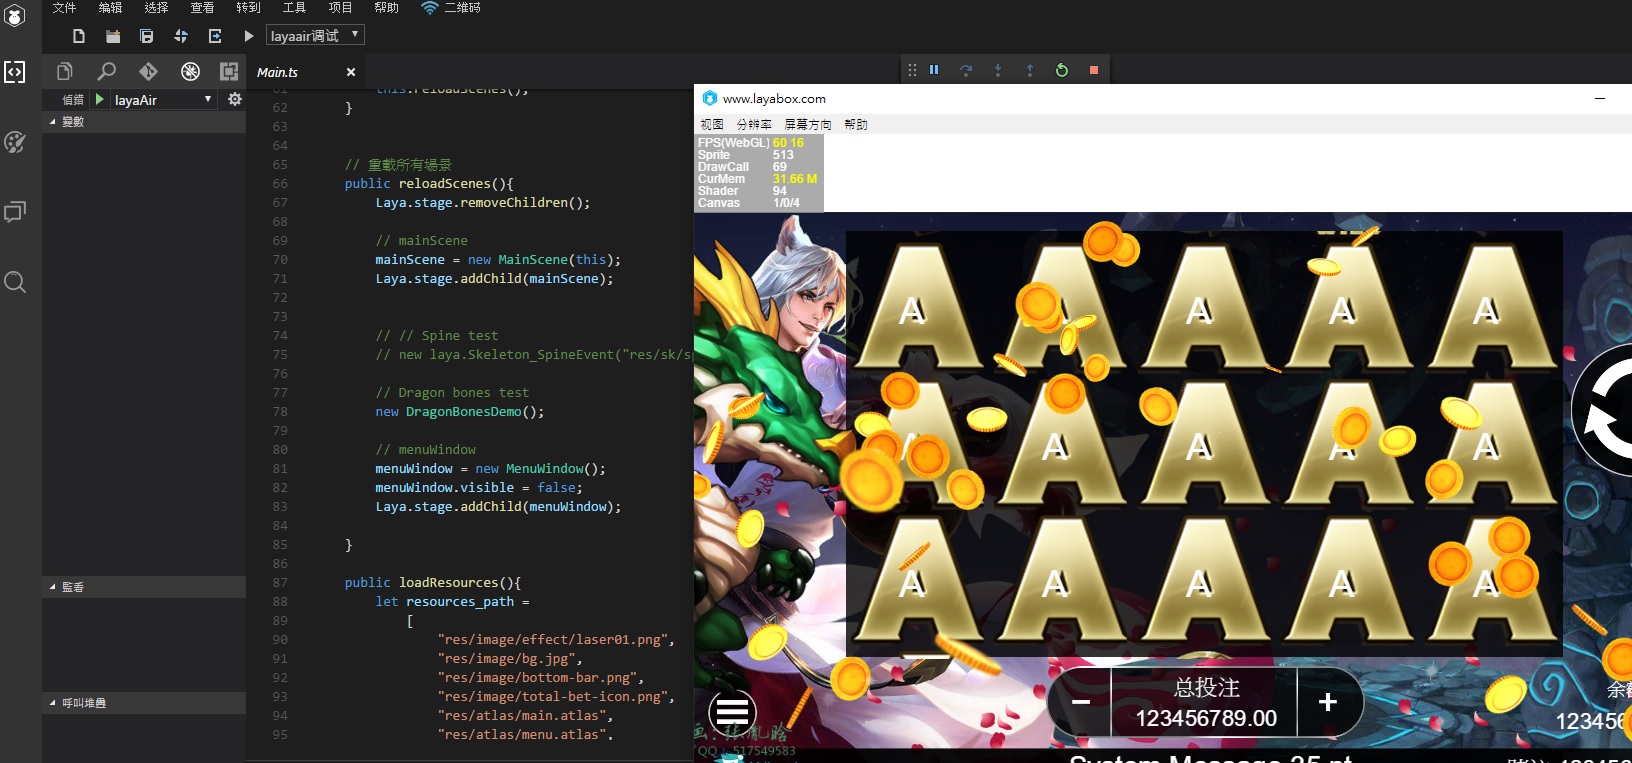 文件 编辑 选择 查看 转到 工具 项目 帮助 二维码
layaair调试
Main.ts
偵錯 layaAir
變數
監看
呼叫堆疊
61 this.reloadScenes();
62 }
63
64
65 // 重載所有場景
66 public reloadScenes(){
67 Laya.stage.removeChildren();
68
69 // mainScene
70 mainScene = new MainScene(this);
71 Laya.stage.addChild(mainScene);
72
73
74 // // Spine test
75 // new laya.Skeleton_SpineEvent("res/sk/sp
76
77 // Dragon bones test
78 new DragonBonesDemo();
79
80 // menuWindow
81 menuWindow = new MenuWindow();
82 menuWindow.visible = false;
83 Laya.stage.addChild(menuWindow);
84
85 }
86
87 public loadResources(){
88 let resources_path =
89 [
90 "res/image/effect/laser01.png",
91 "res/image/bg.jpg",
92 "res/image/bottom-bar.png",
93 "res/image/total-bet-icon.png",
94 "res/atlas/main.atlas",
95 "res/atlas/menu.atlas",
www.layabox.com
视图 分辨率 屏幕方向 帮助
FPS(WebGL) 60 16
Sprite 513
DrawCall 69
CurMem 31.66 M
Shader 94
Canvas 1/0/4
A A A A A
A A A A A
A A A A A
总投注
− 123456789.00 +
余
123456
QQ : 517549583
System Message 35 pt